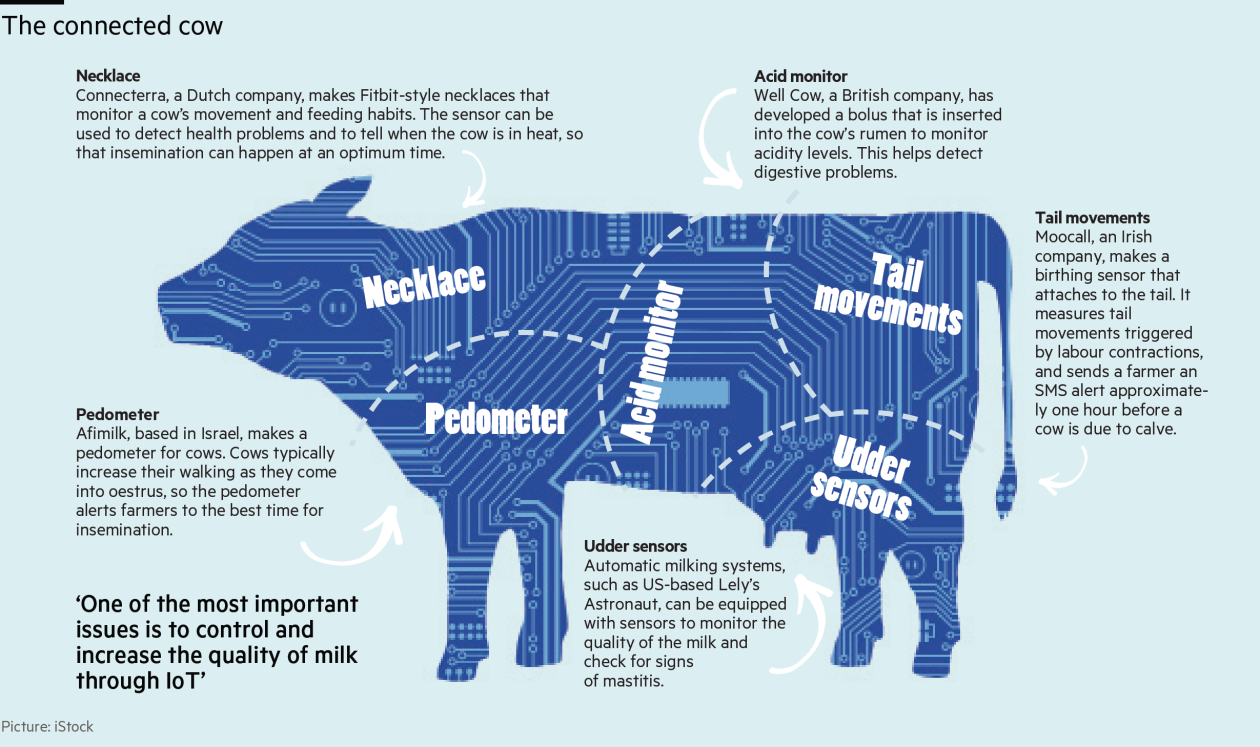 The connected cow
Necklace
Connecterra, a Dutch company, makes Fitbit-style necklaces that
monitor a cow’s movement and feeding habits. The sensor can be
used to detect health problems and to tell when the cow is in heat, so
that insemination can happen at an optimum time.
Acid monitor
Well Cow, a British company, has
developed a bolus that is inserted
into the cow’s rumen to monitor
acidity levels. This helps detect
digestive problems.
Tail movements
Moocall, an Irish
company, makes a
birthing sensor that
attaches to the tail. It
measures tail
movements triggered
by labour contractions,
and sends a farmer an
SMS alert approximate-
ly one hour before a
cow is due to calve.
Necklace
Acid monitor
Tail
movements
Pedometer
Udder
sensors
Pedometer
Afimilk, based in Israel, makes a
pedometer for cows. Cows typically
increase their walking as they come
into oestrus, so the pedometer
alerts farmers to the best time for
insemination.
Udder sensors
Automatic milking systems,
such as US-based Lely’s
Astronaut, can be equipped
with sensors to monitor the
quality of the milk and
check for signs
of mastitis.
‘One of the most important
issues is to control and
increase the quality of milk
through IoT’
Picture: iStock